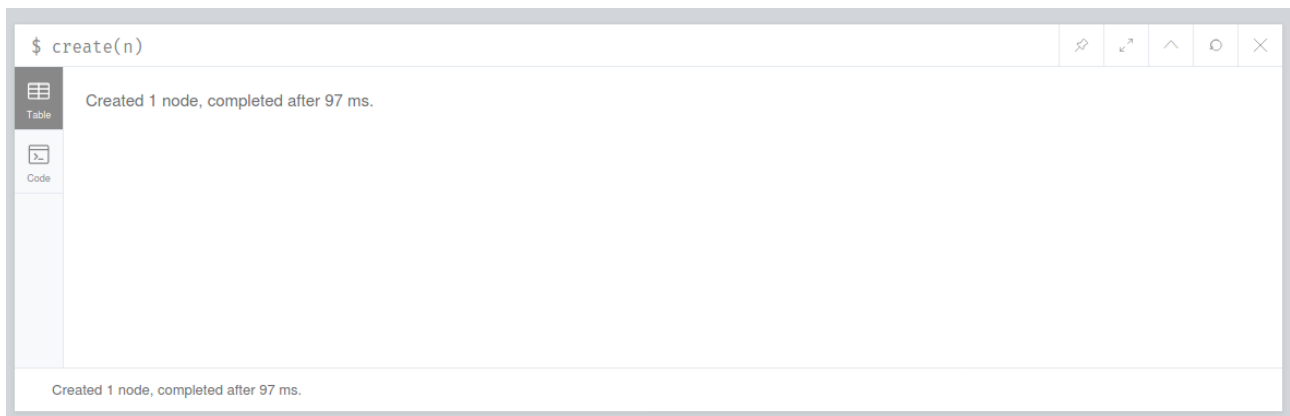 $ create(n)
Table
Created 1 node, completed after 97 ms.
Code
Created 1 node, completed after 97 ms.